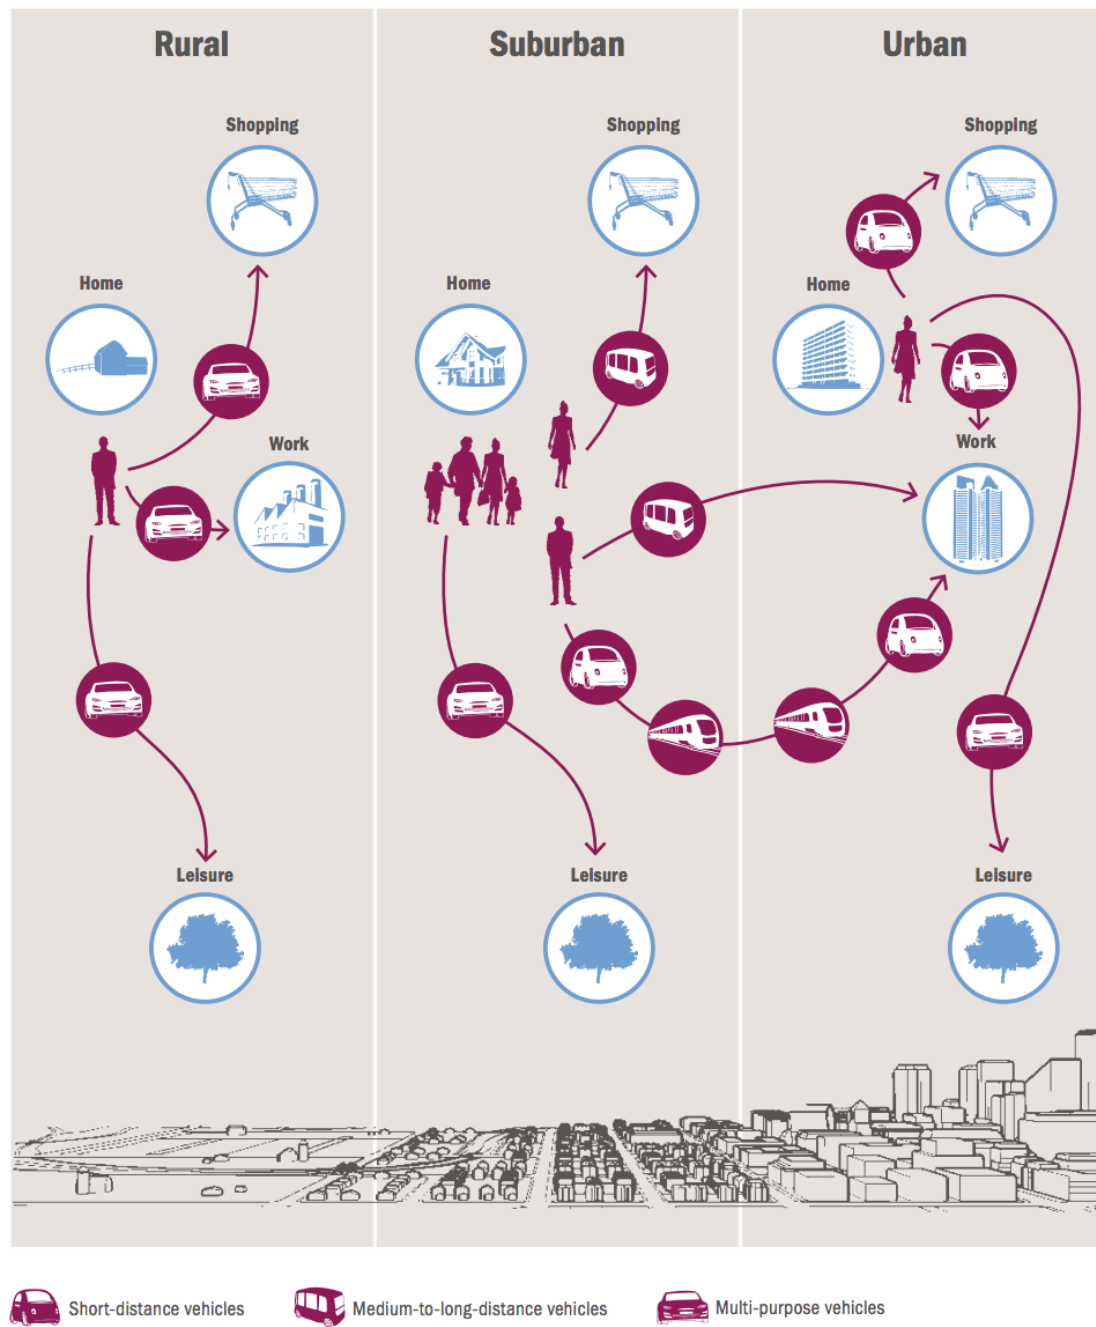 Rural
Suburban
Urban
Shopping
Shopping
Shopping
Home
Home
Home
Work
Work
Leisure
Leisure
Leisure
Short-distance vehicles
Medium-to-long-distance vehicles
Multi-purpose vehicles